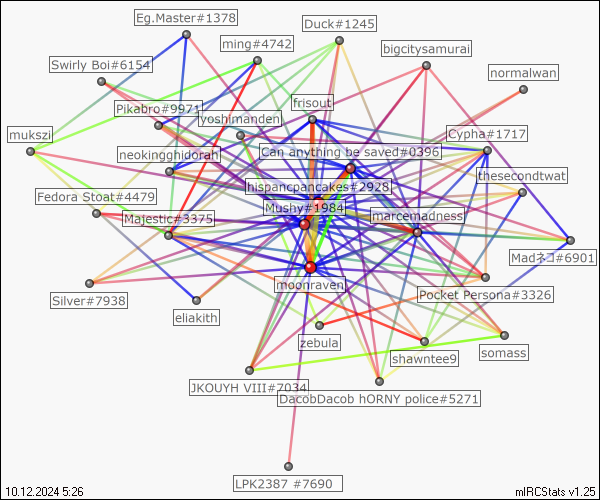 Eg.Master#1378
Duck#1245
ming#4742
bigcitysamurai
Swirly Boi#6154
normalwan
Pikabro#9971
frisout
yoshimanden
mukszi
Cypha#1717
neokingghidorah
Can anything be saved#0396
thesecondtwat
hispancpancakes#2928
Fedora Stoat#4479
Mushy#1984
Majestic#3375
marcemadness
Madネコ#6901
moonraven
Silver#7938
Pocket Persona#3326
eliakith
zebula
somass
shawntee9
JKOUYH VIII#7034
DacobDacob hORNY police#5271
LPK2387 #7690
10.12.2024 5:26
mIRCStats v1.25